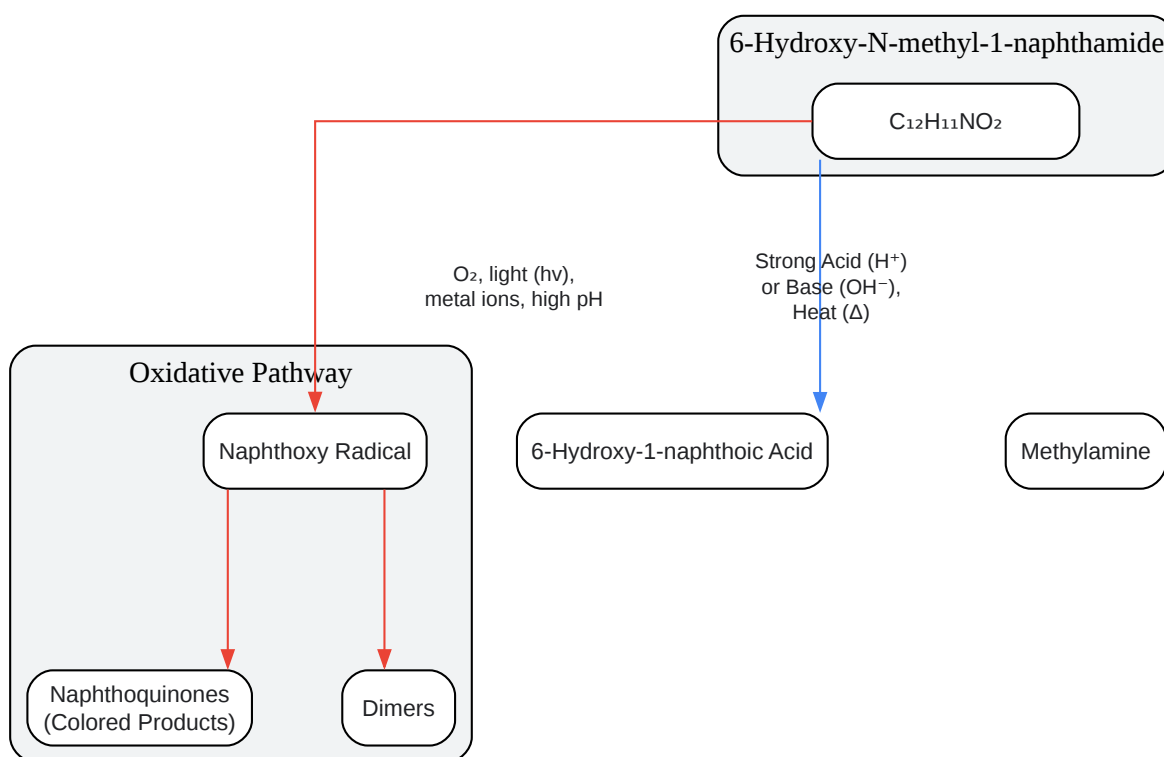 6-Hydroxy-N-methyl-1-naphthamide
C₁₂H₁₁NO₂
O₂, light (hv),
metal ions, high pH
Strong Acid (H⁺)
or Base (OH⁻),
Heat (Δ)
Oxidative Pathway
Naphthoxy Radical
6-Hydroxy-1-naphthoic Acid
Methylamine
Naphthoquinones
(Colored Products)
Dimers